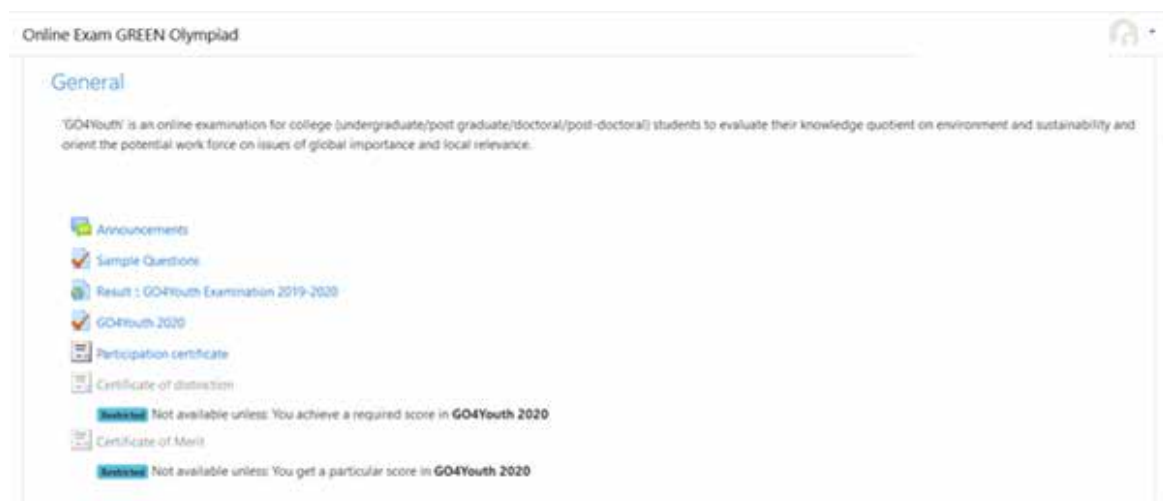 Online Exam GREEN Olympiad
General
'GO4Youth' is an online examination for college (undergraduate/post graduate/doctoral/post-doctoral) students to evaluate their knowledge quotient on environment and sustainability and
orient the potential work force on issues of global importance and local relevance.
Announcements
Sample Questions
Result : GO4Youth Examination 2019-2020
GO4Youth 2020
Participation certificate
Certificate of distinction
Restricted Not available unless: You achieve a required score in GO4Youth 2020
Certificate of Merit
Restricted Not available unless: You get a particular score in GO4Youth 2020